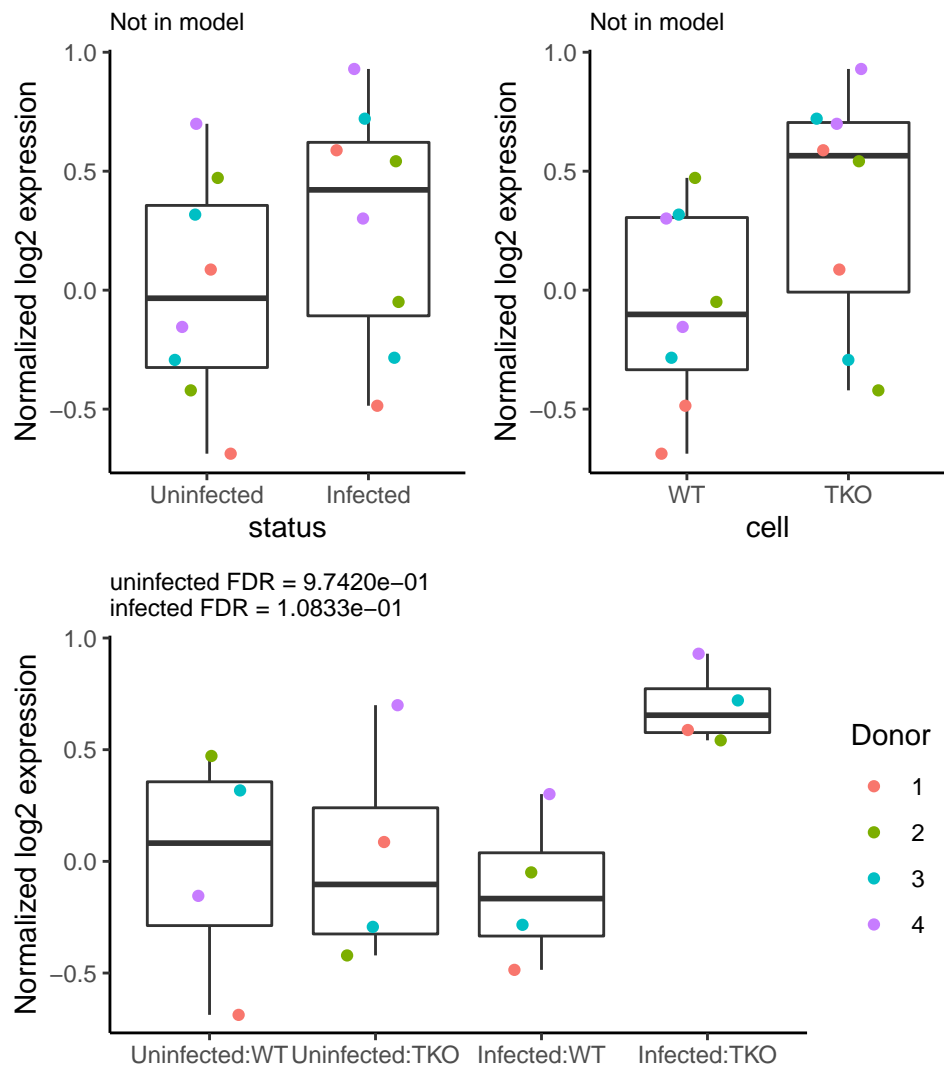 Not in model
1.0
0.5
0.0
−0.5
Normalized log2 expression
Uninfected Infected
status
Not in model
1.0
0.5
0.0
−0.5
Normalized log2 expression
WT TKO
cell
uninfected FDR = 9.7420e−01
infected FDR = 1.0833e−01
1.0
0.5
0.0
−0.5
Normalized log2 expression
Uninfected:WT Uninfected:TKO Infected:WT Infected:TKO
Donor
1
2
3
4